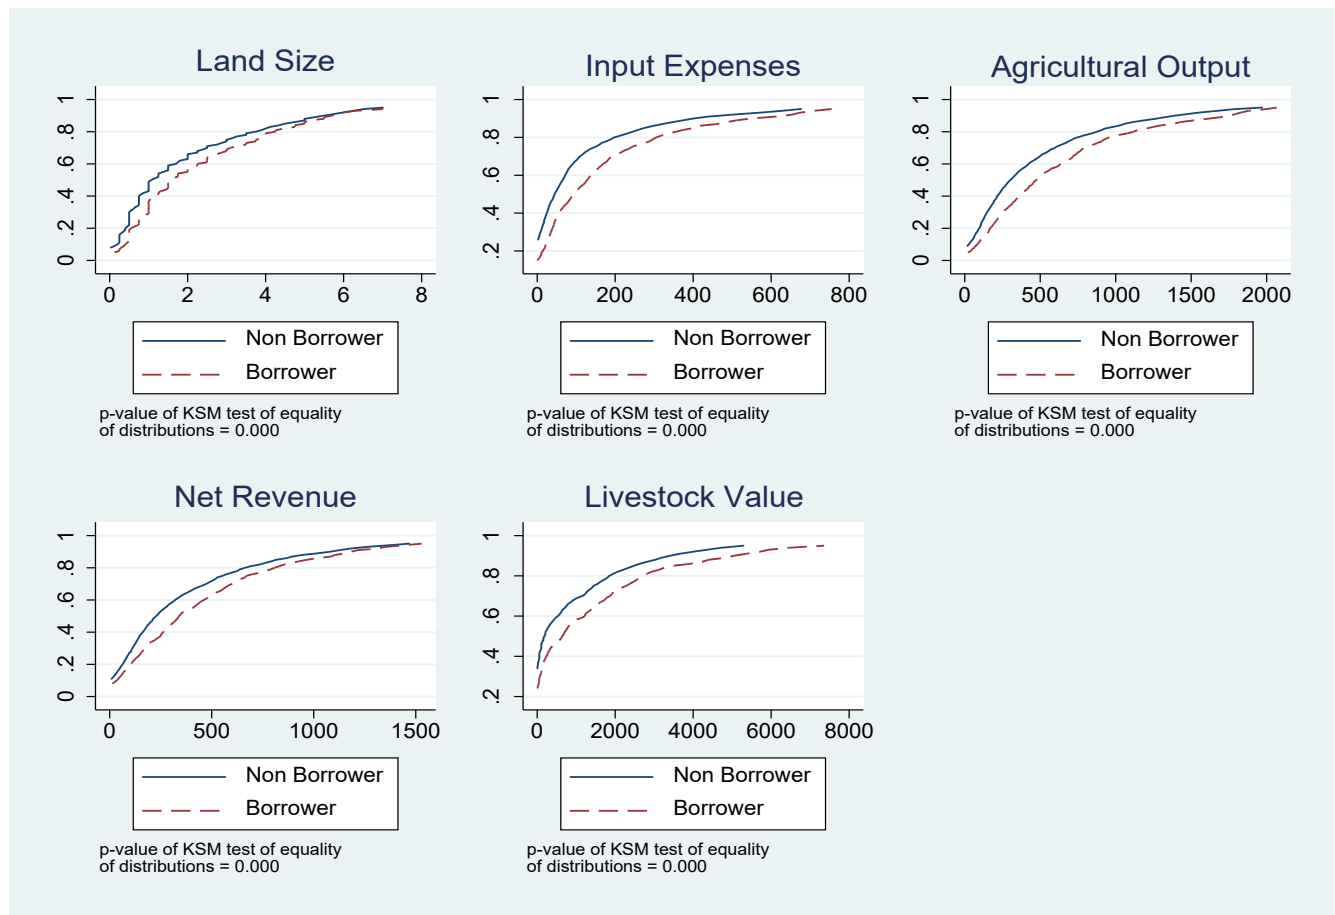 Land Size
1
.8
.6
.4
.2
0
0 2 4 6 8
Non Borrower
Borrower
p-value of KSM test of equality
of distributions = 0.000
Input Expenses
1
.8
.6
.4
.2
0 200 400 600 800
Non Borrower
Borrower
p-value of KSM test of equality
of distributions = 0.000
Agricultural Output
1
.8
.6
.4
.2
0
0 500 1000 1500 2000
Non Borrower
Borrower
p-value of KSM test of equality
of distributions = 0.000
Net Revenue
1
.8
.6
.4
.2
0
0 500 1000 1500
Non Borrower
Borrower
p-value of KSM test of equality
of distributions = 0.000
Livestock Value
1
.8
.6
.4
.2
0 2000 4000 6000 8000
Non Borrower
Borrower
p-value of KSM test of equality
of distributions = 0.000